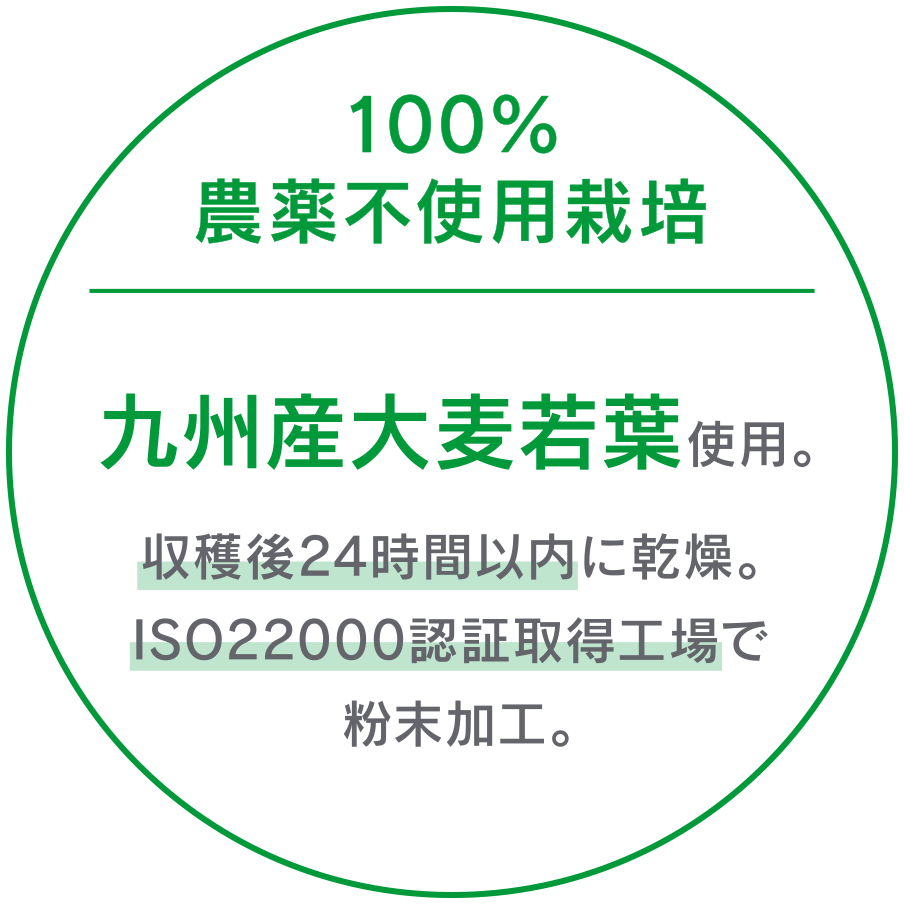 100%
農薬不使用栽培
九州産大麦若葉使用。
収穫後24時間以内に乾燥。
ISO22000認証取得工場で
粉末加工。